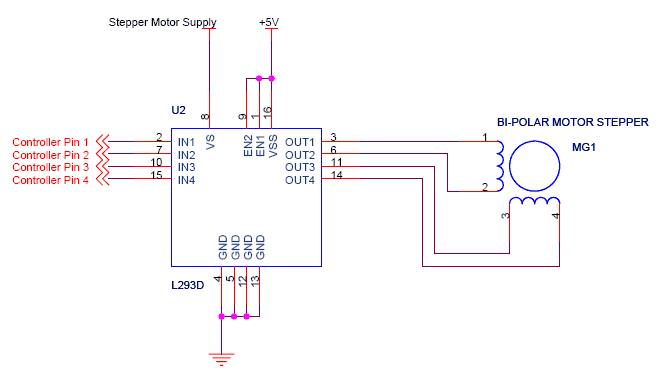 Stepper Motor Supply +5V
8 9 1 16
U2
VS EN2 EN1 VSS
BI-POLAR MOTOR STEPPER
MG1
Controller Pin 1 2 IN1 OUT1 3 1
Controller Pin 2 7 IN2 OUT2 6
Controller Pin 3 10 IN3 OUT3 11
Controller Pin 4 15 IN4 OUT4 14 2
3 4
GND GND GND GND
4 5 12 13
L293D